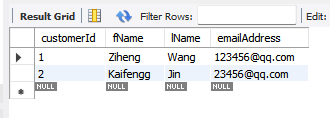 Result Grid Filter Rows: Edit:
customerId fName lName emailAddress
1 Ziheng Wang 123456@qq.com
2 Kaifengg Jin 23456@qq.com
NULL NULL NULL NULL